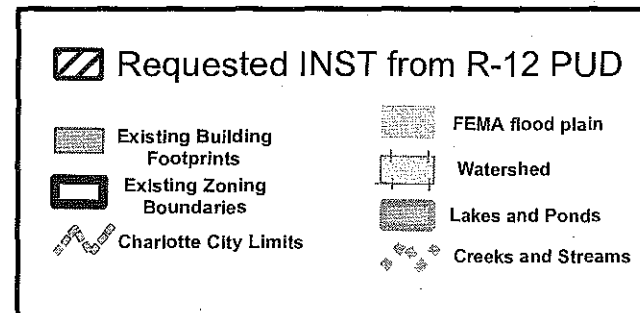 Requested INST from R-12 PUD
Existing Building
Footprints
Existing Zoning
Boundaries
Charlotte City Limits
FEMA flood plain
Watershed
Lakes and Ponds
Creeks and Streams